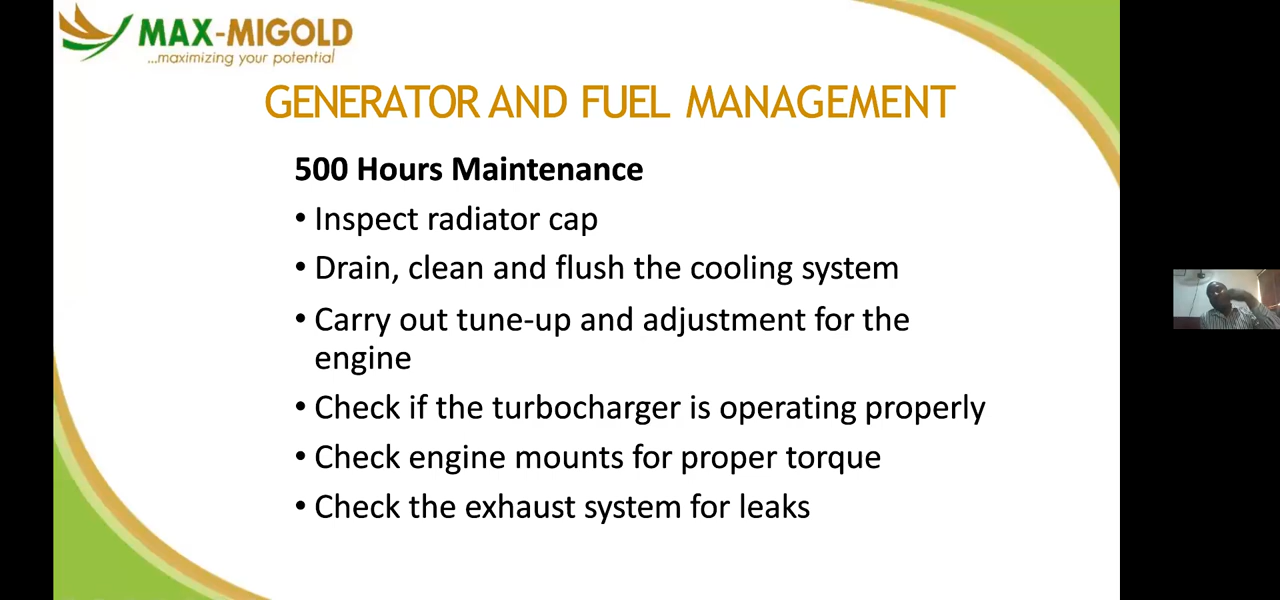 MAX-MIGOLD
...maximizing your potential
GENERATOR AND FUEL MANAGEMENT
500 Hours Maintenance
• Inspect radiator cap
• Drain, clean and flush the cooling system
• Carry out tune-up and adjustment for the
engine
• Check if the turbocharger is operating properly
• Check engine mounts for proper torque
• Check the exhaust system for leaks